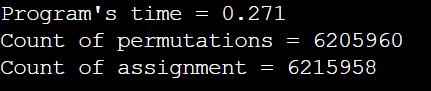 Program's time = 0.271
Count of permutations = 6205960
Count of assignment = 6215958